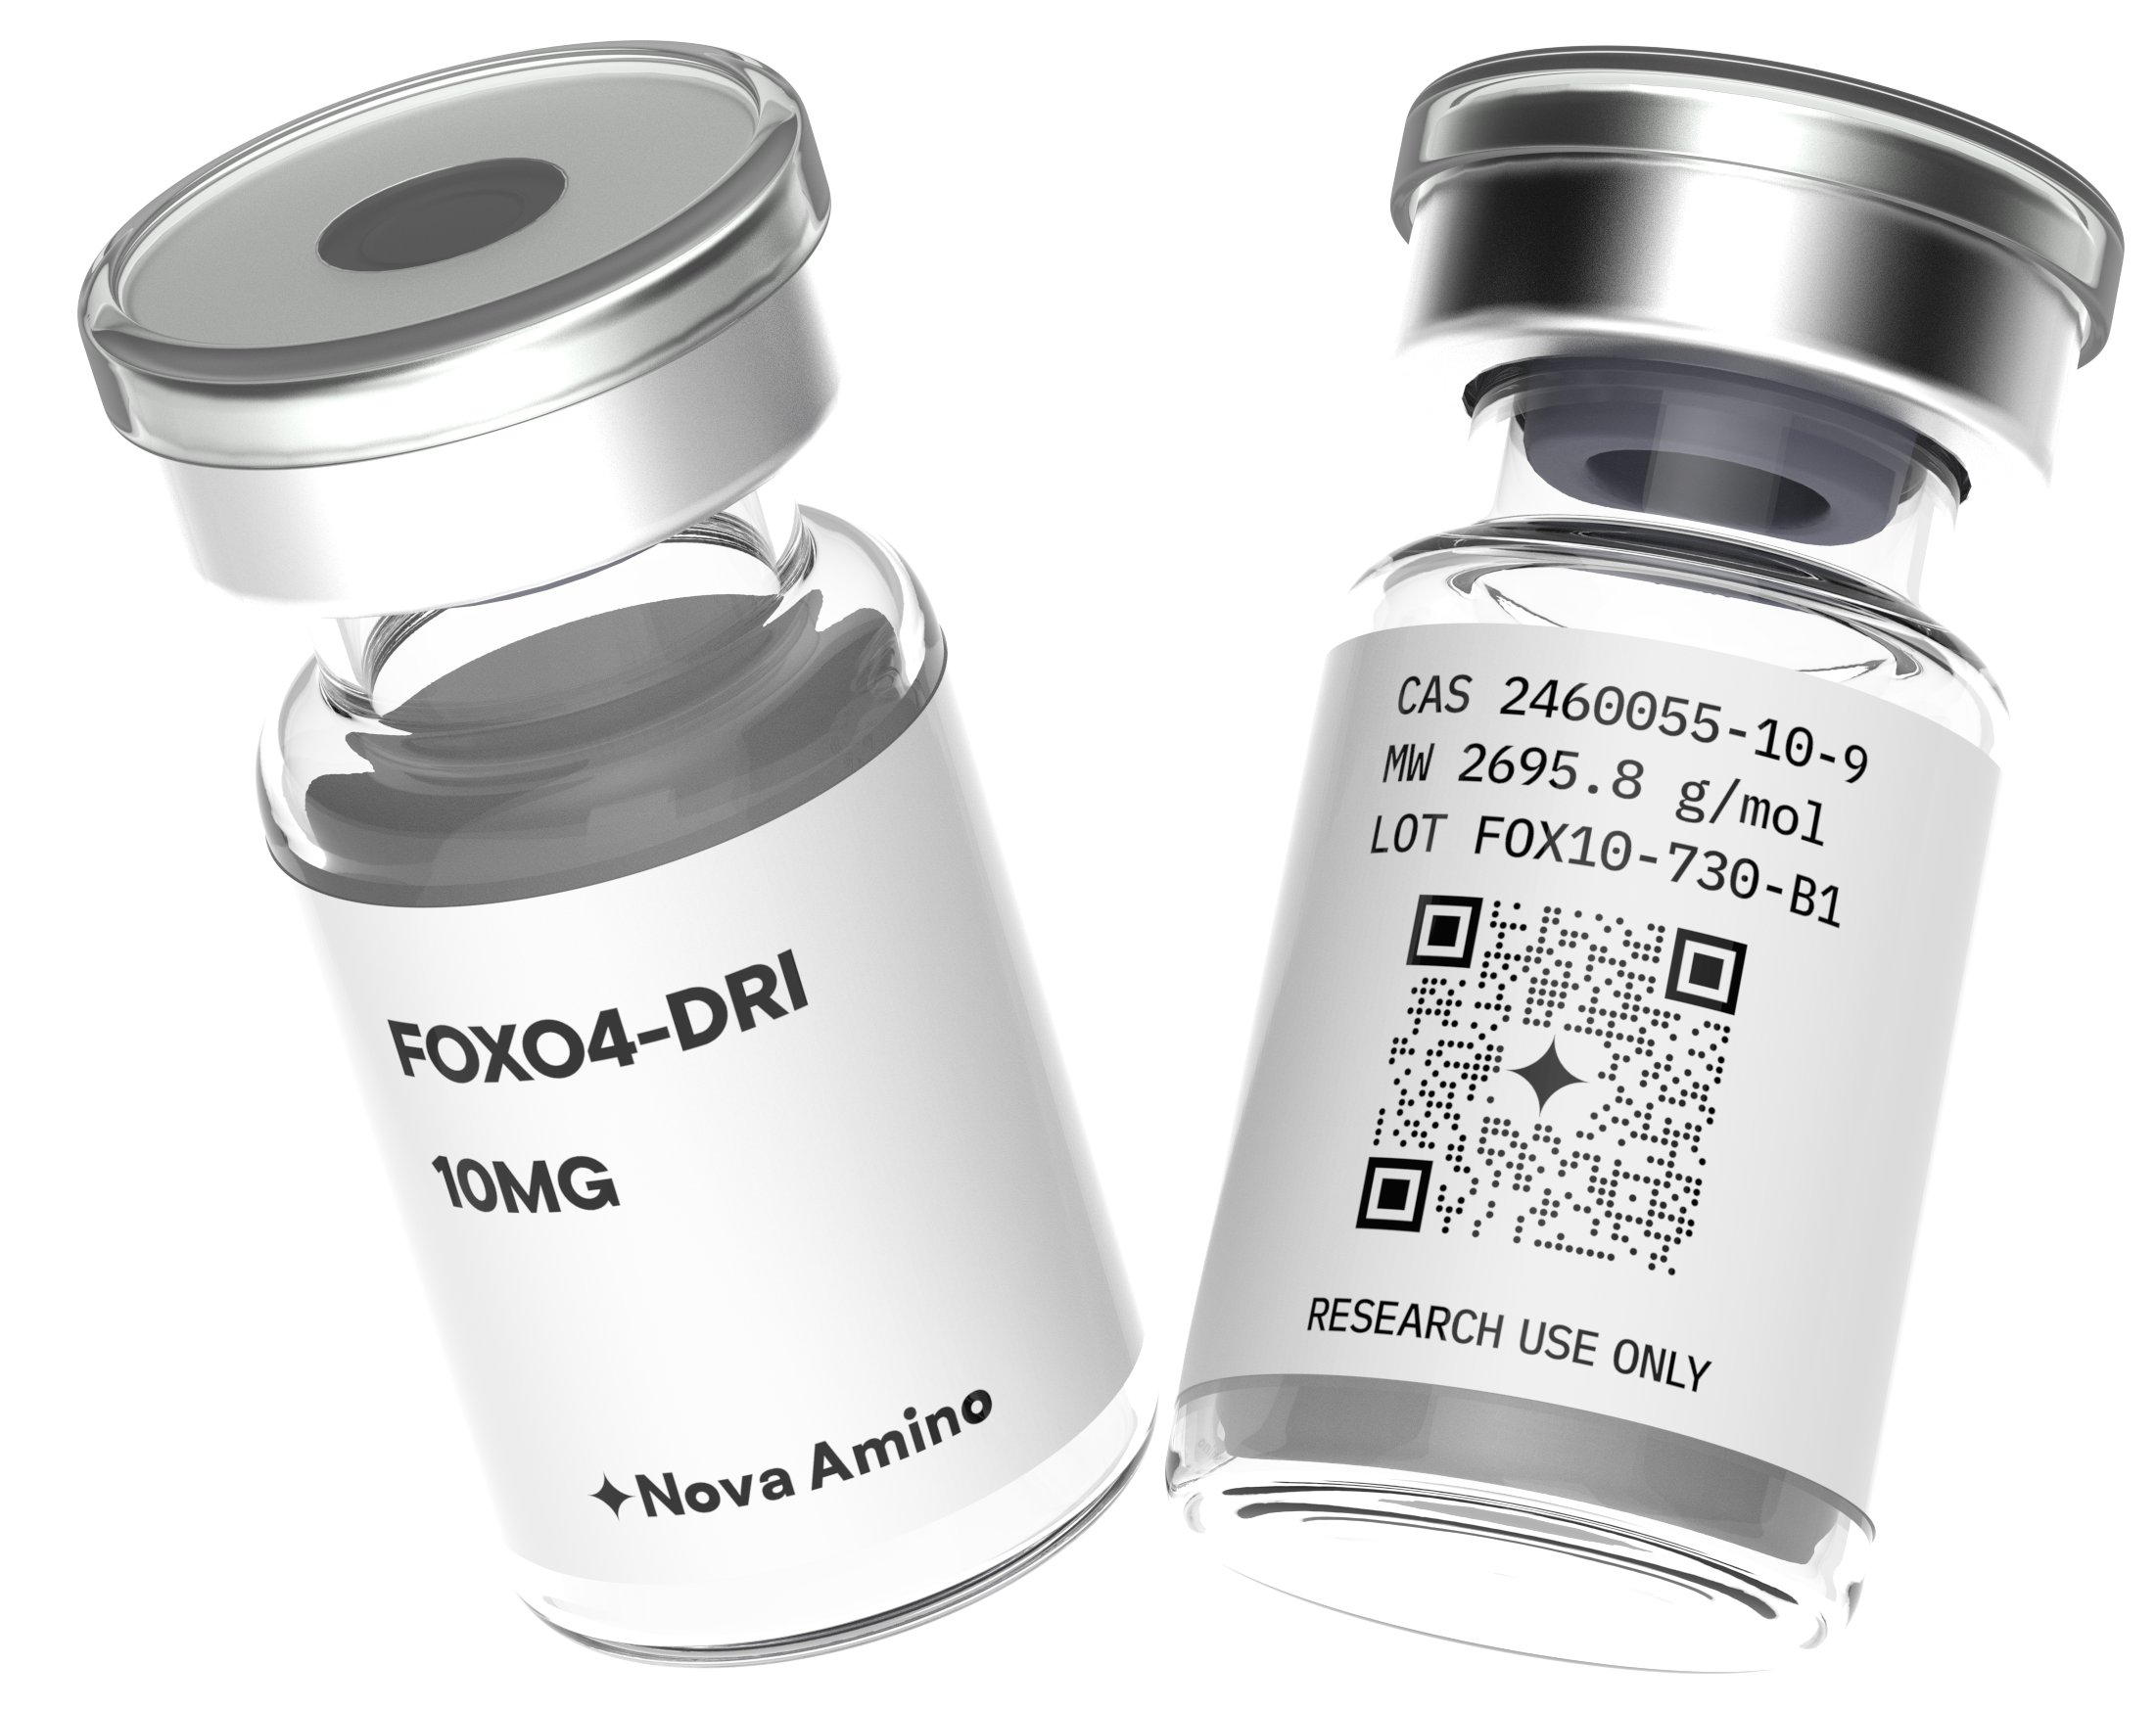 FOXO4-DRI
10MG
Nova Amino
CAS 2460055-10-9
MW 2695.8 g/mol
LOT FOX10-730-B1
RESEARCH USE ONLY